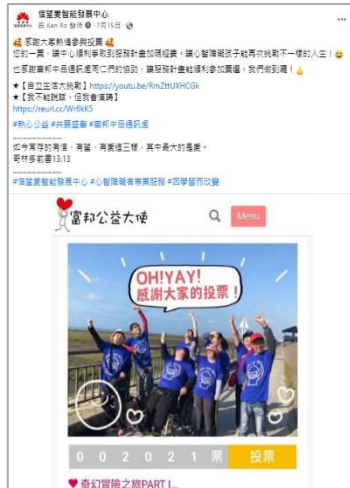 信望愛智能發展中心
由 Ken Ro 發佈 · 7月15日 ·
感謝大家熱情參與投票
您的一票，讓中心順利爭取到服務計畫加碼經費，讓心智障礙孩子能再次挑戰不一樣的人生！
也感謝富邦中品通訊處同仁們的協助，讓服務計畫能順利參加票選，我們做到囉！
★【自立生活大挑戰】https://youtu.be/RmZttUXHCGk
★【我不能說話，但我會演講】
https://reurl.cc/Wr6kK5
#熱心公益 #共襄盛舉 #富邦中品通訊處
如今常存的有信、有望、有愛這三樣，其中最大的是愛。
哥林多前書13:13
#信望愛智能發展中心 #心智障礙者專業服務 #因學習而改變
富邦公益大使
Menu
OH!YAY!
感謝大家的投票！
0 0 2 0 2 1 票 投票
奇幻冒險之旅PART I...